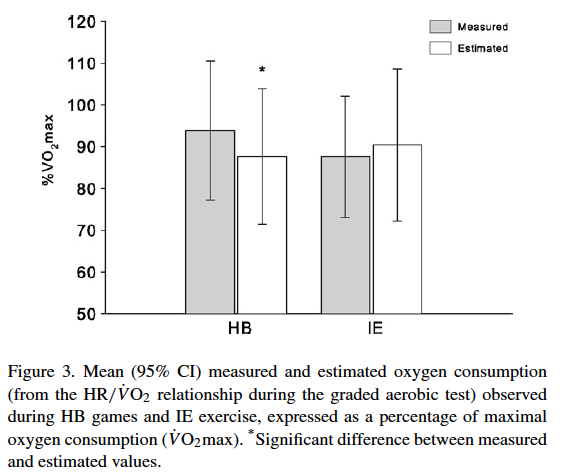 120
110
100
90
80
70
60
50
%VO2max
Measured
Estimated
*
HB
IE
Figure 3. Mean (95% CI) measured and estimated oxygen consumption
(from the HR/V̇O2 relationship during the graded aerobic test) observed
during HB games and IE exercise, expressed as a percentage of maximal
oxygen consumption (V̇O2max). *Significant difference between measured
and estimated values.